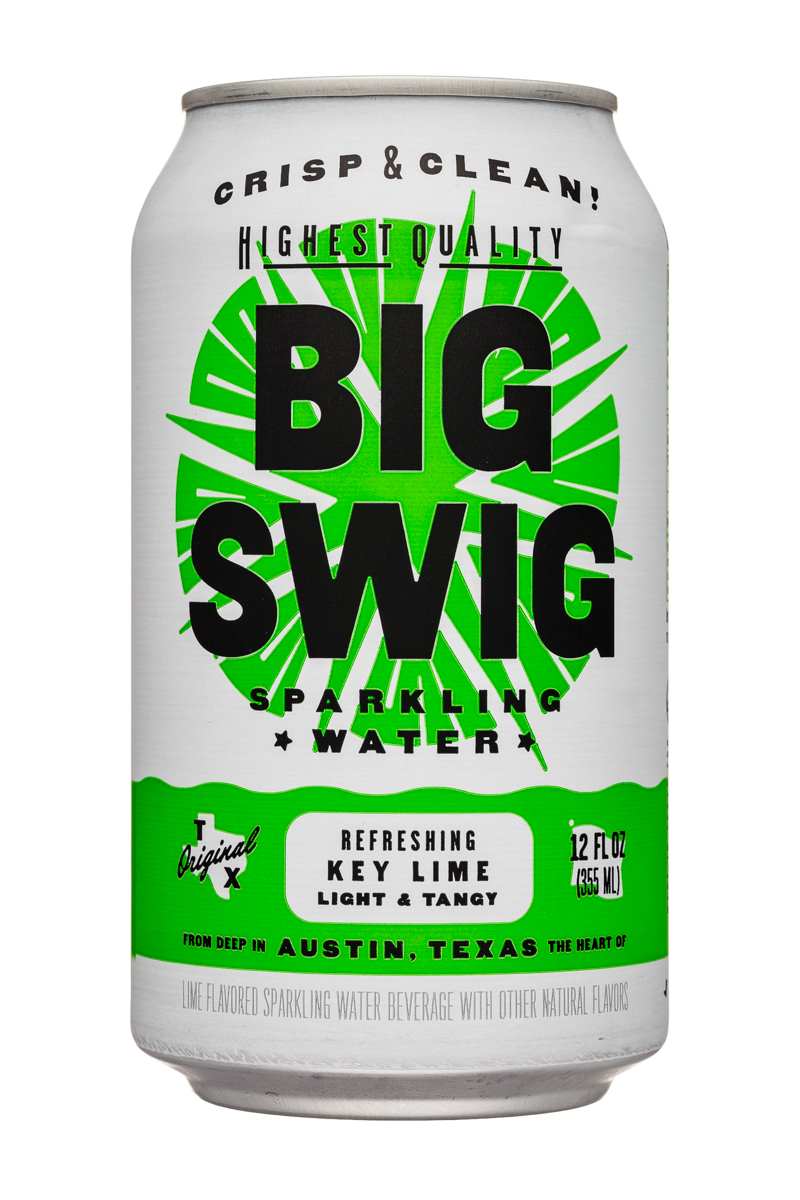 CRISP & CLEAN!
HIGHEST QUALITY
BIG
SWIG
SPARKLING
★ WATER ★
T
Original
X
REFRESHING
KEY LIME
LIGHT & TANGY
12 FL OZ
(355 ML)
FROM DEEP IN AUSTIN, TEXAS THE HEART OF
LIME FLAVORED SPARKLING WATER BEVERAGE WITH OTHER NATURAL FLAVORS